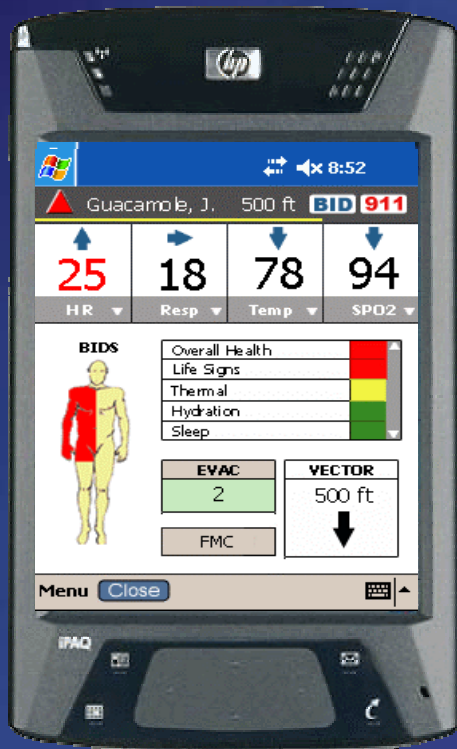 hp
8:52
Guacamole, J. 500 ft BID 911
25 18 78 94
HR Resp Temp SPO2
BIDS
Overall Health
Life Signs
Thermal
Hydration
Sleep
EVAC VECTOR
2 500 ft
FMC
Menu Close
iPAQ